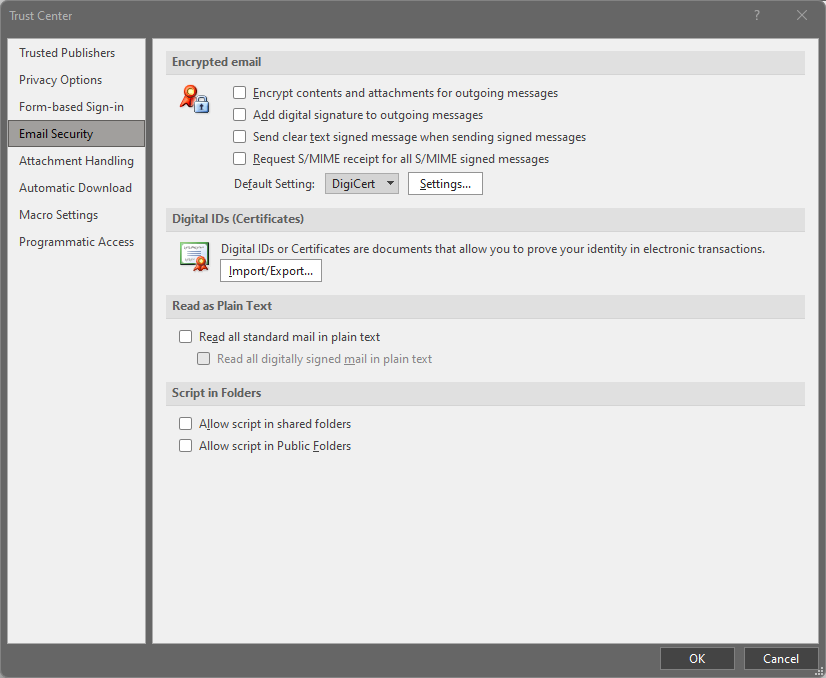 Trust Center
?
Trusted Publishers
Privacy Options
Form-based Sign-in
Email Security
Attachment Handling
Automatic Download
Macro Settings
Programmatic Access
Encrypted email
Encrypt contents and attachments for outgoing messages
Add digital signature to outgoing messages
Send clear text signed message when sending signed messages
Request S/MIME receipt for all S/MIME signed messages
Default Setting: DigiCert Settings...
Digital IDs (Certificates)
Digital IDs or Certificates are documents that allow you to prove your identity in electronic transactions.
Import/Export...
Read as Plain Text
Read all standard mail in plain text
Read all digitally signed mail in plain text
Script in Folders
Allow script in shared folders
Allow script in Public Folders
OK Cancel